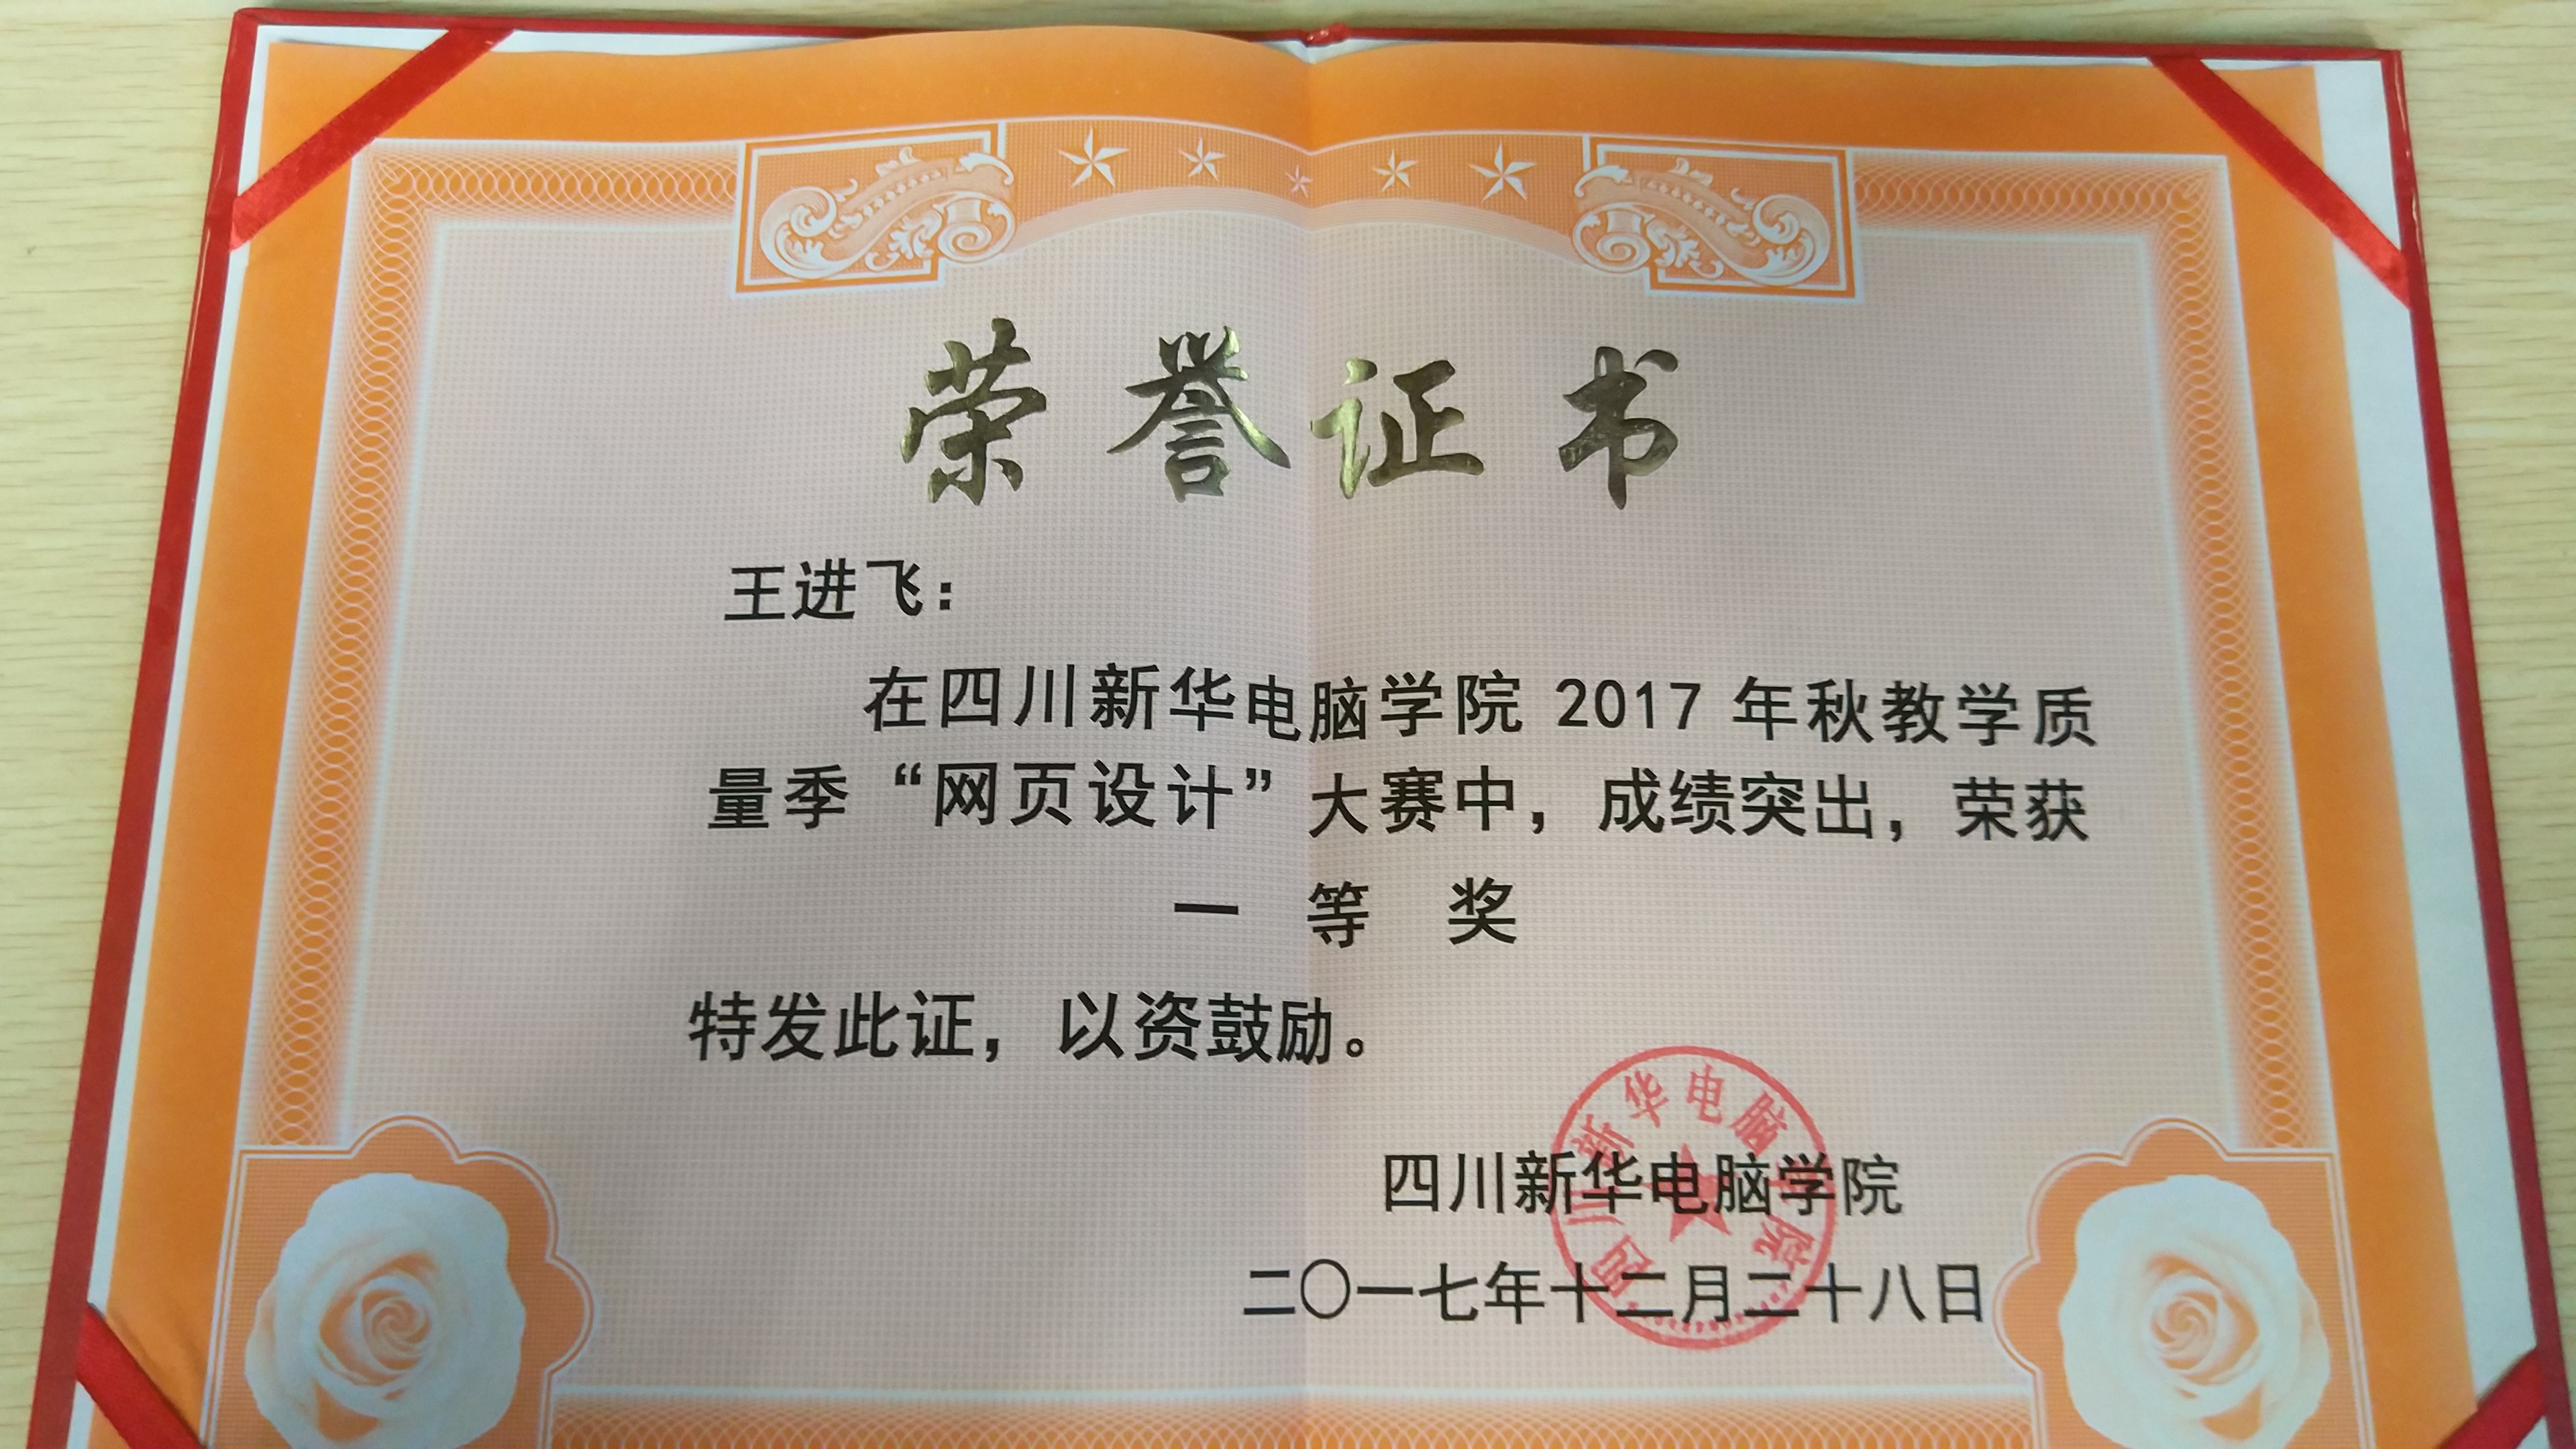 荣誉证书
王进飞：
在四川新华电脑学院 2017 年秋教学质
量季“网页设计”大赛中，成绩突出，荣获
一 等 奖
特发此证，以资鼓励。
四川新华电脑学院
二〇一七年十二月二十八日
四川新华电脑学院